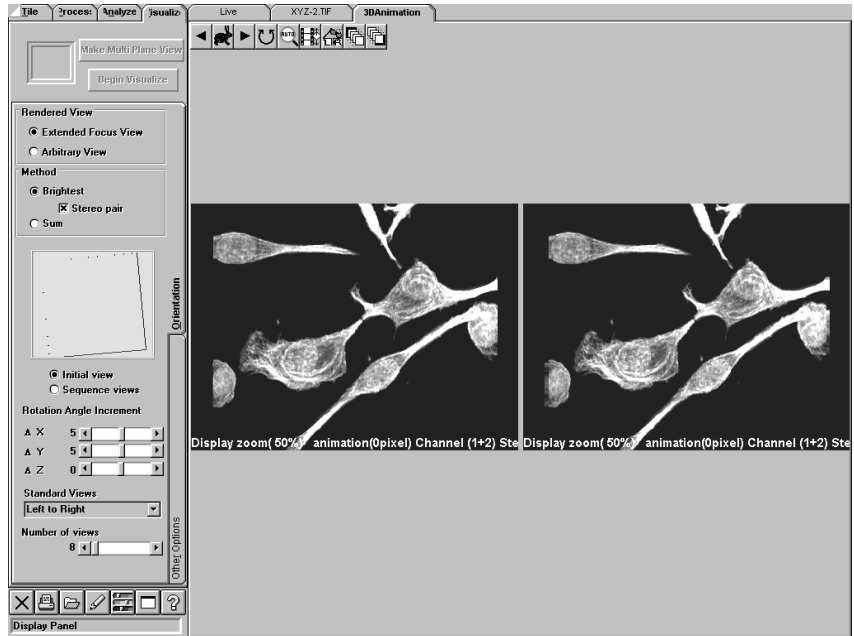 File Process Analyze Visualize Live XYZ-2.TIF 3DAnimation
Make Multi Plane View
Begin Visualize
AUTO
Rendered View
Extended Focus View
Arbitrary View
Method
Brightest
Stereo pair
Sum
Orientation
Initial view
Sequence views
Rotation Angle Increment
Δ X 5
Δ Y 5
Δ Z 0
Standard Views
Left to Right
Number of views
8
Other Options
Display zoom( 50%) animation(0pixel) Channel (1+2) Ste
Display zoom( 50%) animation(0pixel) Channel (1+2) Ste
?
Display Panel